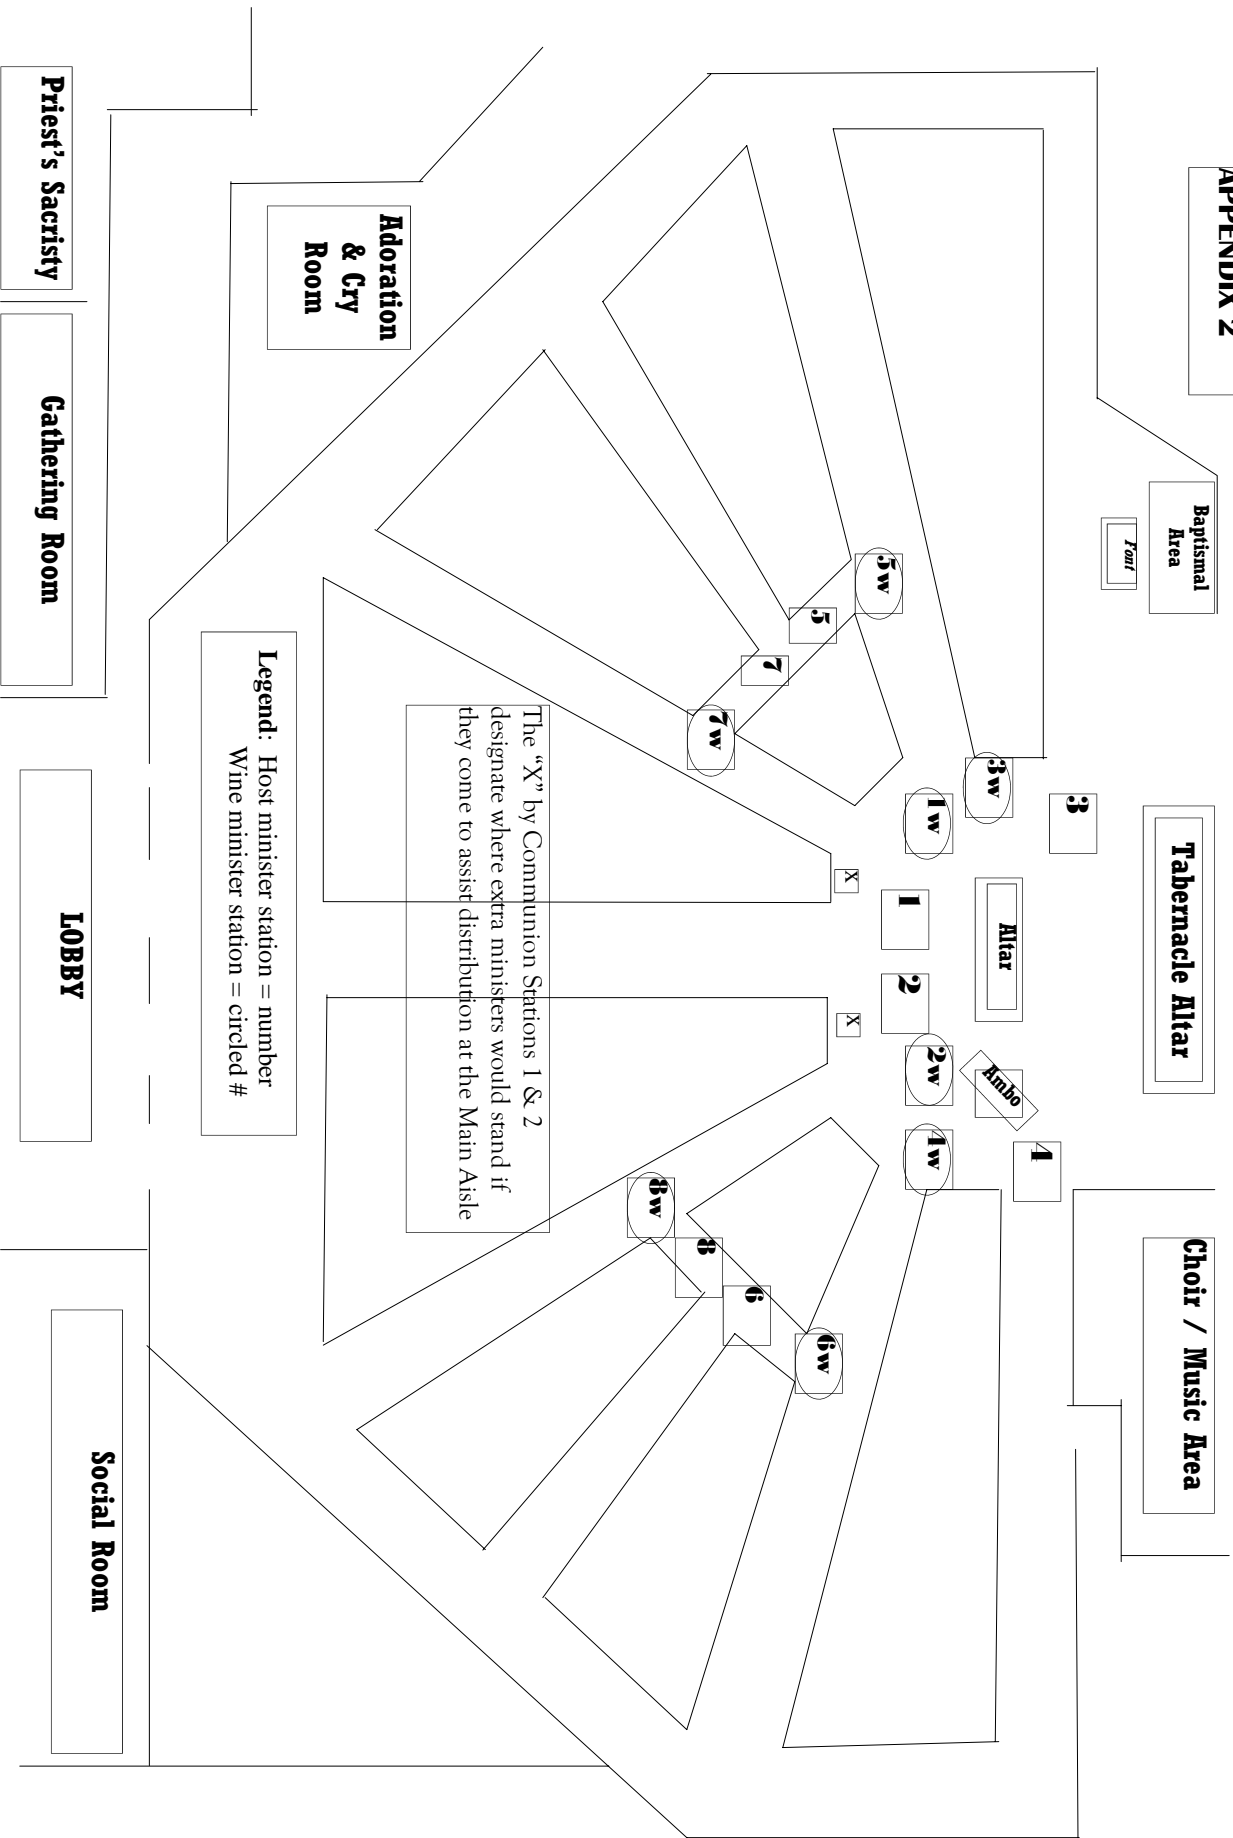 APPENDIX 2
Baptismal
Area
Tabernacle Altar
Choir / Music Area
Font
3
4
Altar
Ambo
3w
1w
2w
4w
1
2
5w
X
X
5
6w
7
6
7w
8
8w
The “X” by Communion Stations 1 & 2
designate where extra ministers would stand if
they come to assist distribution at the Main Aisle
Adoration
& Cry
Room
Legend:  Host minister station = number
Wine minister station = circled #
Priest’s Sacristy
Gathering Room
LOBBY
Social Room